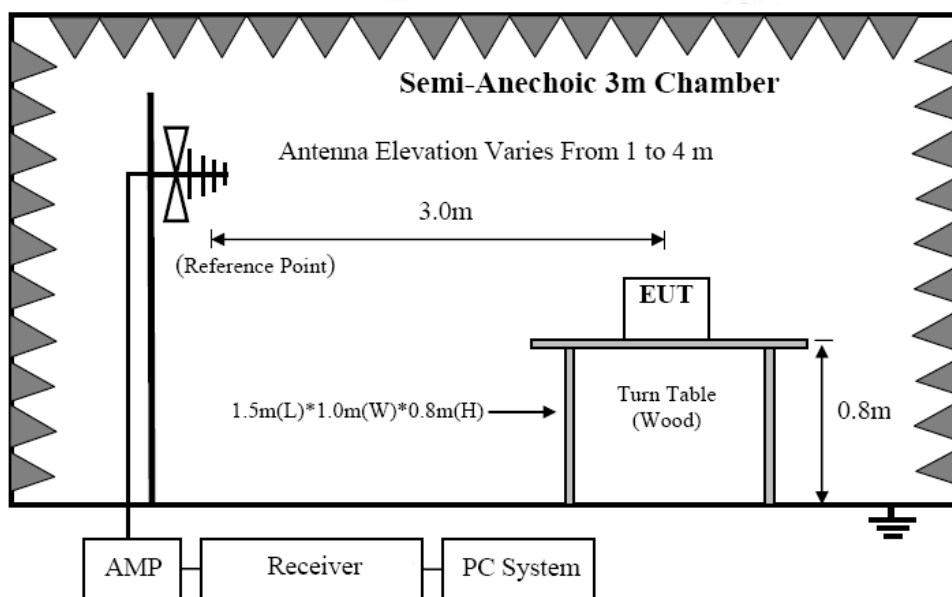 Semi-Anechoic 3m Chamber
Antenna Elevation Varies From 1 to 4 m
3.0m
(Reference Point)
EUT
1.5m(L)*1.0m(W)*0.8m(H)
Turn Table
(Wood)
0.8m
AMP
Receiver
PC System